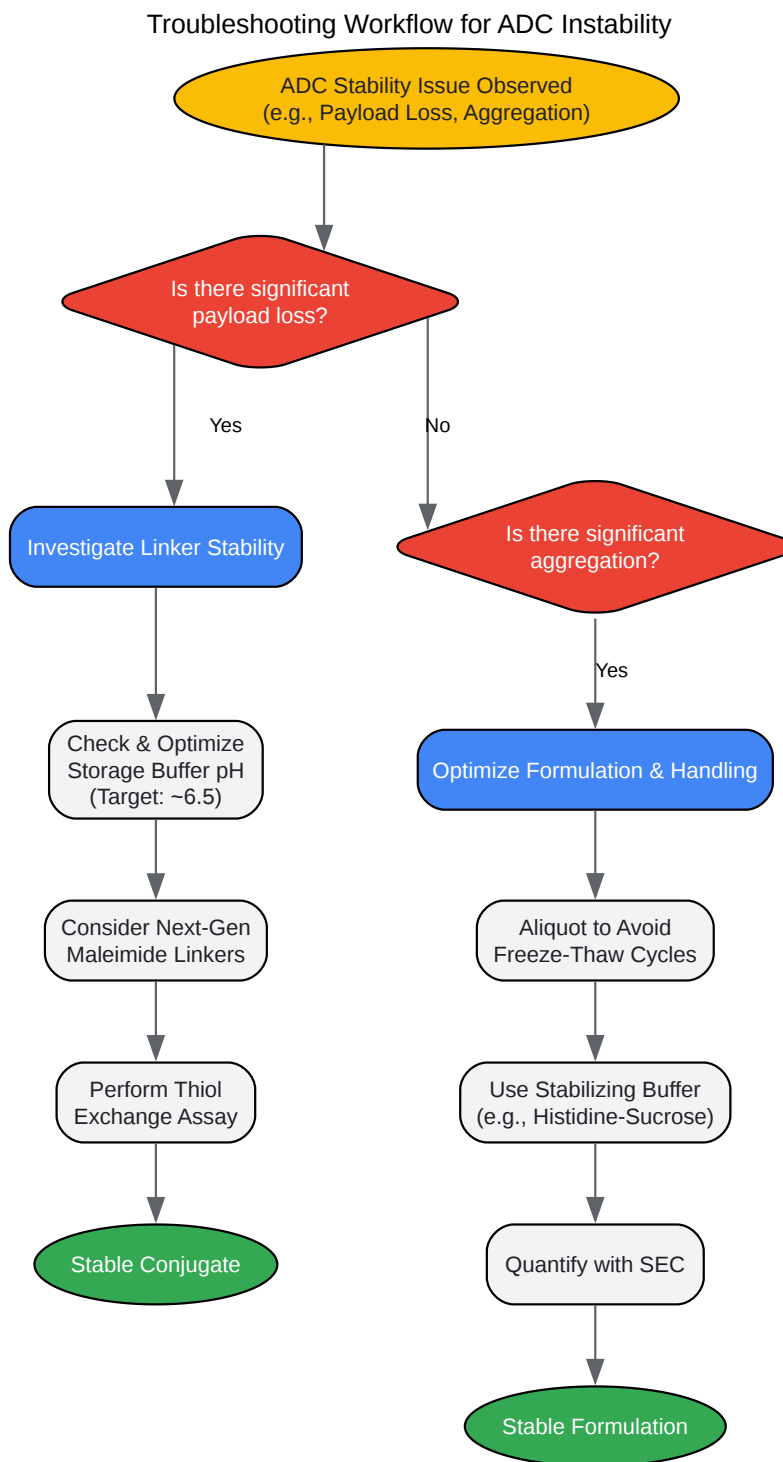 Troubleshooting Workflow for ADC Instability
ADC Stability Issue Observed
(e.g., Payload Loss, Aggregation)
Is there significant
payload loss?
Yes
No
Investigate Linker Stability
Is there significant
aggregation?
Yes
Check & Optimize
Storage Buffer pH
(Target: ~6.5)
Optimize Formulation & Handling
Consider Next-Gen
Maleimide Linkers
Aliquot to Avoid
Freeze-Thaw Cycles
Perform Thiol
Exchange Assay
Use Stabilizing Buffer
(e.g., Histidine-Sucrose)
Stable Conjugate
Quantify with SEC
Stable Formulation